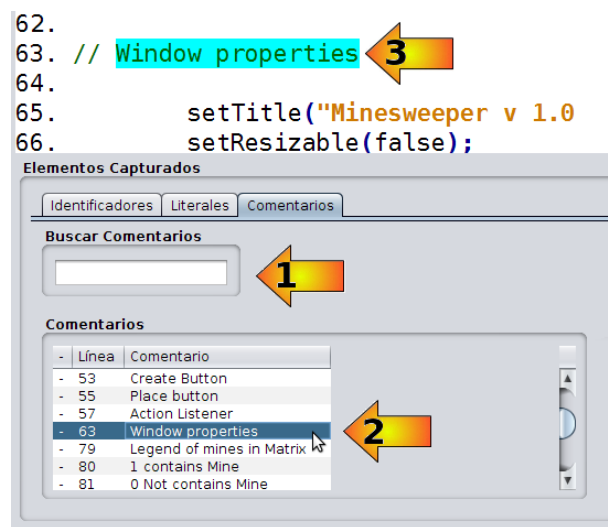 62.
63. // Window properties 3
64.
65. setTitle("Minesweeper v 1.0
66. setResizable(false);
Elementos Capturados
Identificadores Literales Comentarios
Buscar Comentarios
1
Comentarios
- Línea Comentario
- 53 Create Button
- 55 Place button
- 57 Action Listener
- 63 Window properties 2
- 79 Legend of mines in Matrix
- 80 1 contains Mine
- 81 0 Not contains Mine